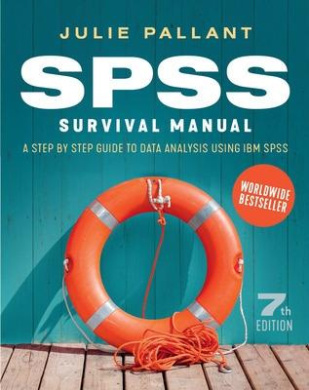 JULIE PALLANT
SPSS
SURVIVAL MANUAL
A STEP BY STEP GUIDE TO DATA ANALYSIS USING IBM SPSS
WORLDWIDE
BESTSELLER
7th
EDITION